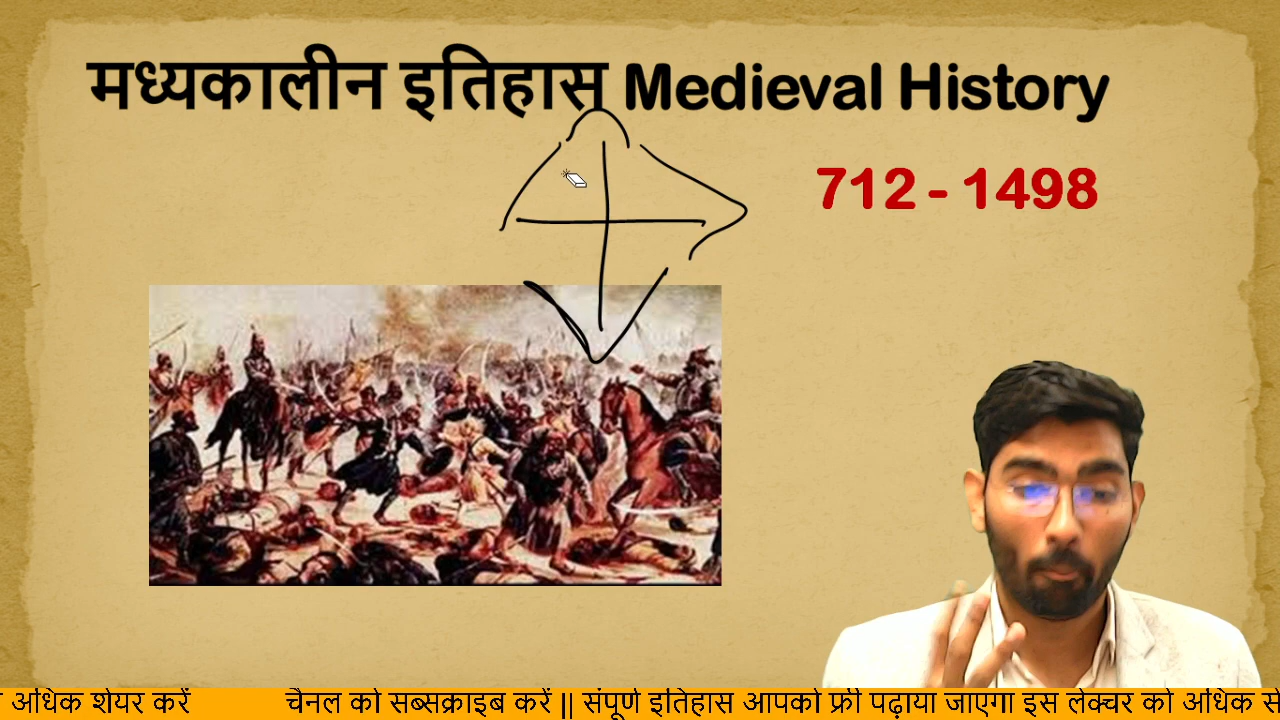 मध्यकालीन इतिहास Medieval History
712 - 1498
अधिक शेयर करें चैनल को सब्सक्राइब करें || संपूर्ण इतिहास आपको फ्री पढ़ाया जाएगा इस लेक्चर को अधिक